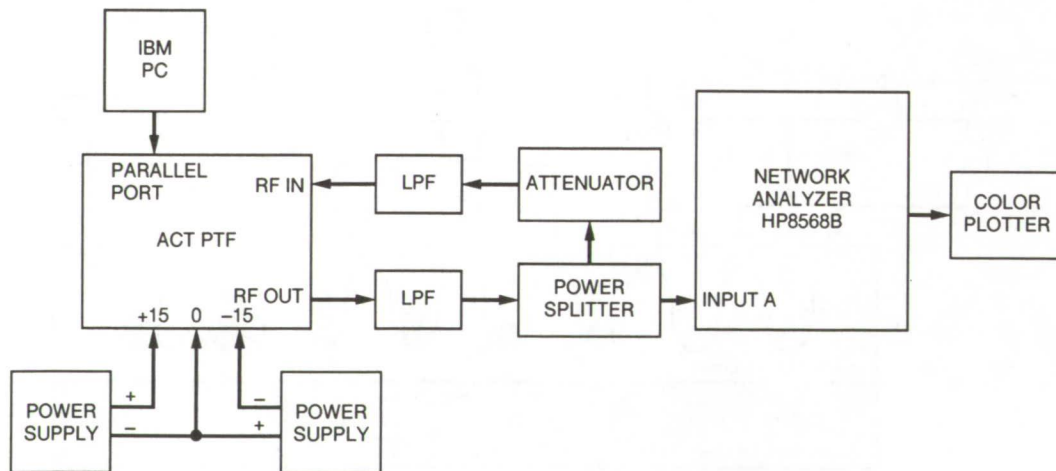 IBM
PC
PARALLEL
PORT
RF IN
ACT PTF
RF OUT
+15 0 −15
LPF
ATTENUATOR
LPF
POWER
SPLITTER
NETWORK
ANALYZER
HP8568B
INPUT A
COLOR
PLOTTER
POWER
SUPPLY
+
−
−
+
POWER
SUPPLY